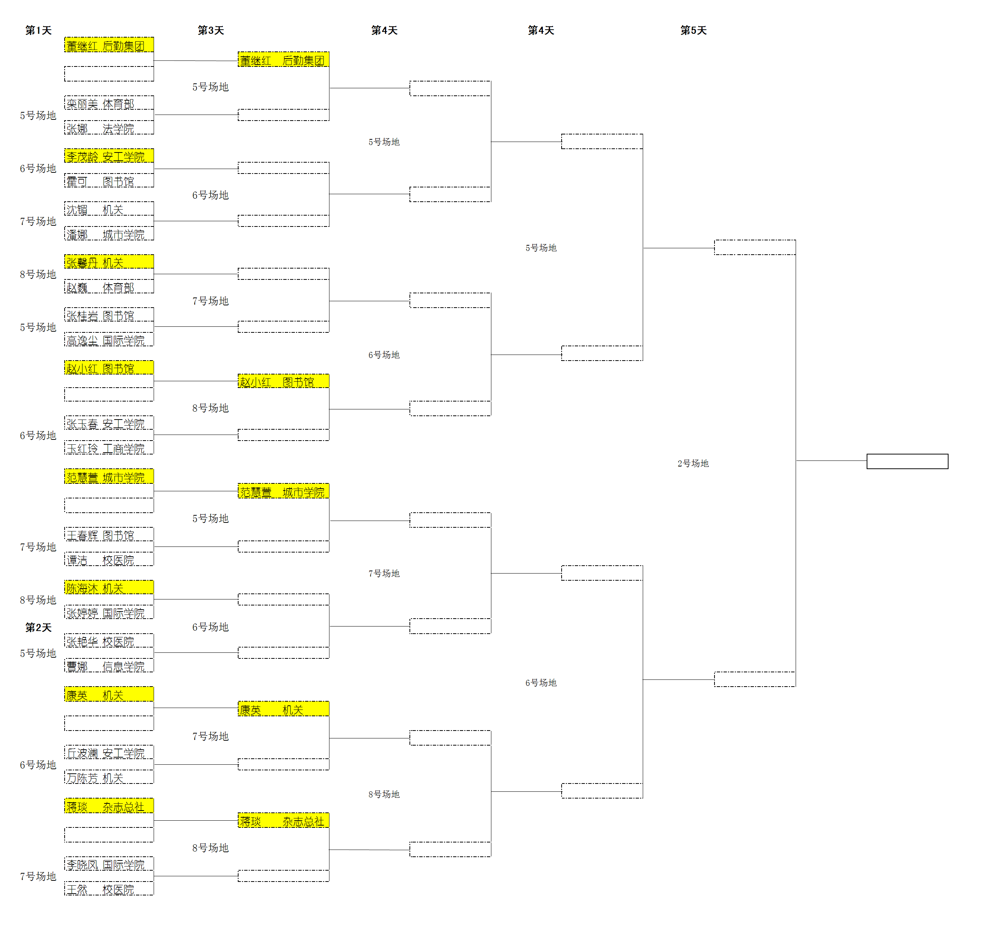 第1天 第3天 第4天 第4天 第5天
董继红 后勤集团
董继红 后勤集团
5号场地
栾丽美 体育部
5号场地
张娜 法学院
5号场地
李茂龄 安工学院
6号场地
霍可 图书馆
6号场地
沈镅 机关
7号场地
潘娜 城市学院
5号场地
张馨丹 机关
8号场地
赵巍 体育部
7号场地
张桂岩 图书馆
5号场地
高逸尘 国际学院
6号场地
赵小红 图书馆
赵小红 图书馆
8号场地
张玉春 安工学院
6号场地
玉红玲 工商学院
2号场地
范慧萱 城市学院
范慧萱 城市学院
5号场地
王春辉 图书馆
7号场地
谭洁 校医院
7号场地
陈海沐 机关
8号场地
张婷婷 国际学院
第2天
6号场地
张艳华 校医院
5号场地
曹娜 信息学院
6号场地
康英 机关
康英 机关
7号场地
丘波澜 安工学院
6号场地
万陈芳 机关
8号场地
蒋琰 杂志总社
蒋琰 杂志总社
8号场地
李晓凤 国际学院
7号场地
王然 校医院